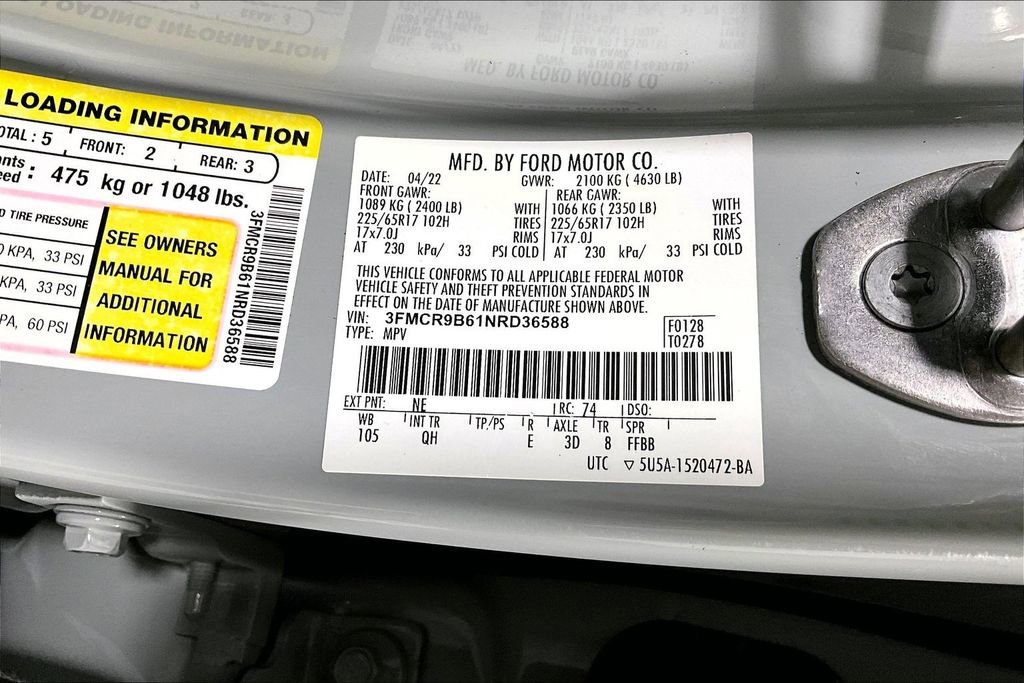 LOADING INFORMATION
OTAL : 5 FRONT: 2 REAR: 3
475 kg or 1048 lbs.
TIRE PRESSURE
KPA, 33 PSI
KPA, 33 PSI
60 PSI
SEE OWNERS
MANUAL FOR
ADDITIONAL
INFORMATION
3FMCR9B61NRD36588
MFD. BY FORD MOTOR CO.
DATE: 04/22 GVWR: 2100 KG ( 4630 LB)
FRONT GAWR: REAR GAWR:
1089 KG ( 2400 LB) WITH 1066 KG ( 2350 LB) WITH
225/65R17 102H TIRES 225/65R17 102H TIRES
17x7.0J RIMS 17x7.0J RIMS
AT 230 kPa/ 33 PSI COLD AT 230 kPa/ 33 PSI COLD
THIS VEHICLE CONFORMS TO ALL APPLICABLE FEDERAL MOTOR
VEHICLE SAFETY AND THEFT PREVENTION STANDARDS IN
EFFECT ON THE DATE OF MANUFACTURE SHOWN ABOVE.
VIN: 3FMCR9B61NRD36588
TYPE: MPV
F0128
T0278
EXT PNT: NE RC: 74 DSO:
WB INT TR TP/PS R AXLE TR SPR
105 QH E 3D 8 FFBB
UTC ▽ 5U5A-1520472-BA